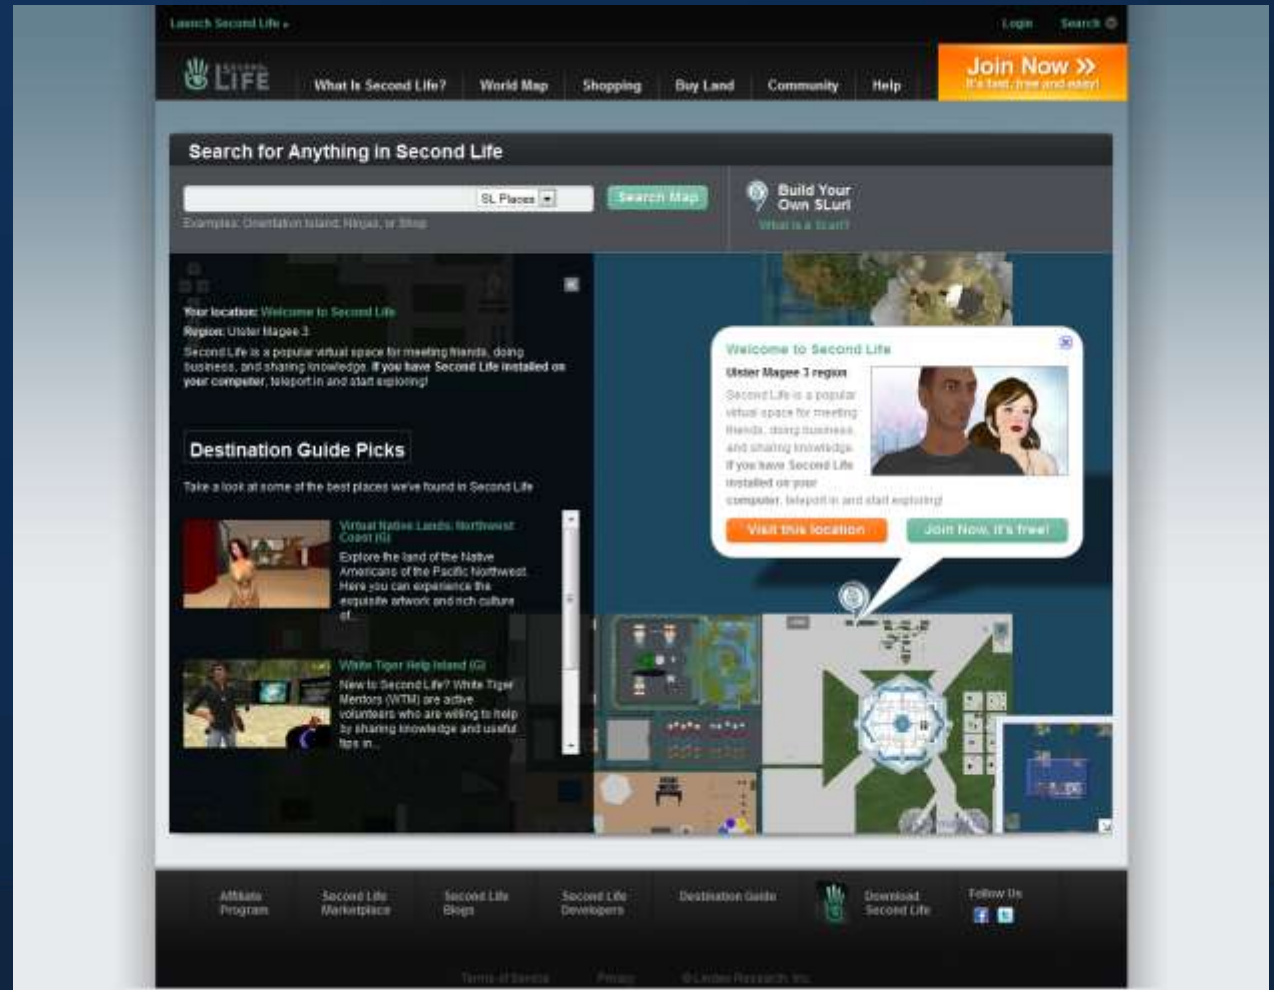 Launch Second Life
Login
Search
SECOND
LIFE
What Is Second Life?
World Map
Shopping
Buy Land
Community
Help
Join Now >>
It's fast, free and easy!
Search for Anything in Second Life
SL Places
Search Map
Examples: Orientation Island, Ninjas, or Shop
Build Your
Own SLurl
What is a SLurl?
Your location: Welcome to Second Life
Region: Ulster Magee 3
Second Life is a popular virtual space for meeting friends, doing
business, and sharing knowledge. If you have Second Life installed on
your computer, teleport in and start exploring!
Destination Guide Picks
Take a look at some of the best places we've found in Second Life
Virtual Native Lands: Northwest
Coast (G)
Explore the land of the Native
Americans of the Pacific Northwest.
Here you can experience the
exquisite artwork and rich culture
of...
White Tiger Help Island (G)
New to Second Life? White Tiger
Mentors (WTM) are active
volunteers who are willing to help
by sharing knowledge and useful
tips in...
Welcome to Second Life
Ulster Magee 3 region
Second Life is a popular
virtual space for meeting
friends, doing business,
and sharing knowledge.
If you have Second Life
installed on your
computer, teleport in and start exploring!
Visit this location
Join Now, it's free!
Affiliate
Program
Second Life
Marketplace
Second Life
Blogs
Second Life
Developers
Destination Guide
Download
Second Life
Follow Us
Terms of Service
Privacy
© Linden Research, Inc.